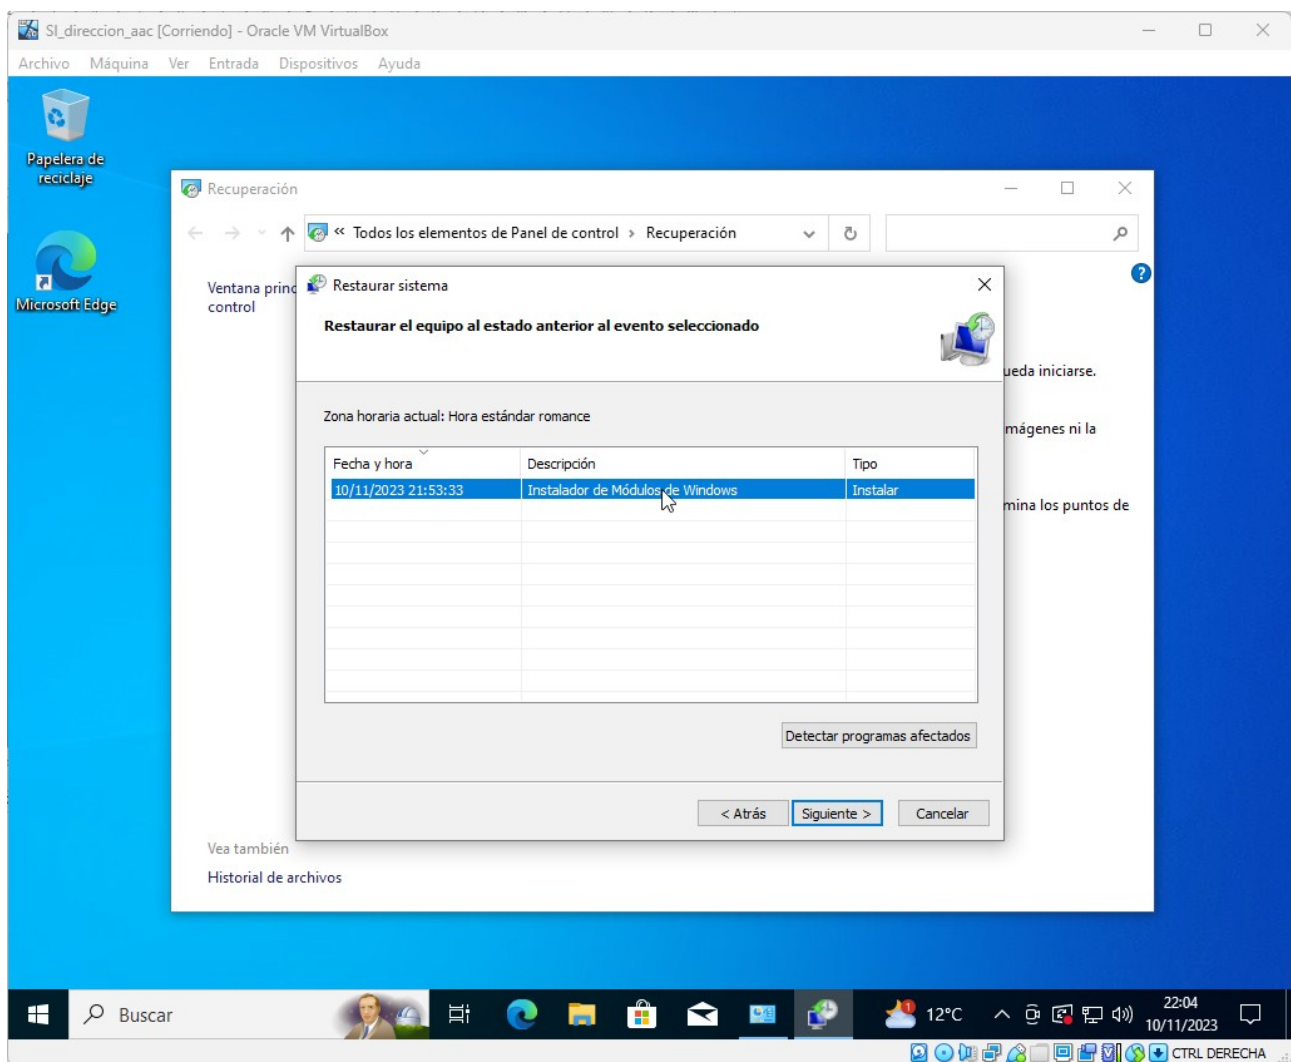 SI_direccion_aac [Corriendo] - Oracle VM VirtualBox
Archivo Máquina Ver Entrada Dispositivos Ayuda
Papelera de
reciclaje
Microsoft Edge
Recuperación
« Todos los elementos de Panel de control › Recuperación
Ventana princ
control
Restaurar sistema
Restaurar el equipo al estado anterior al evento seleccionado
ueda iniciarse.
mágenes ni la
mina los puntos de
Zona horaria actual: Hora estándar romance
Fecha y hora Descripción Tipo
10/11/2023 21:53:33 Instalador de Módulos de Windows Instalar
Detectar programas afectados
< Atrás Siguiente > Cancelar
Vea también
Historial de archivos
Buscar 12°C 22:04
10/11/2023
CTRL DERECHA